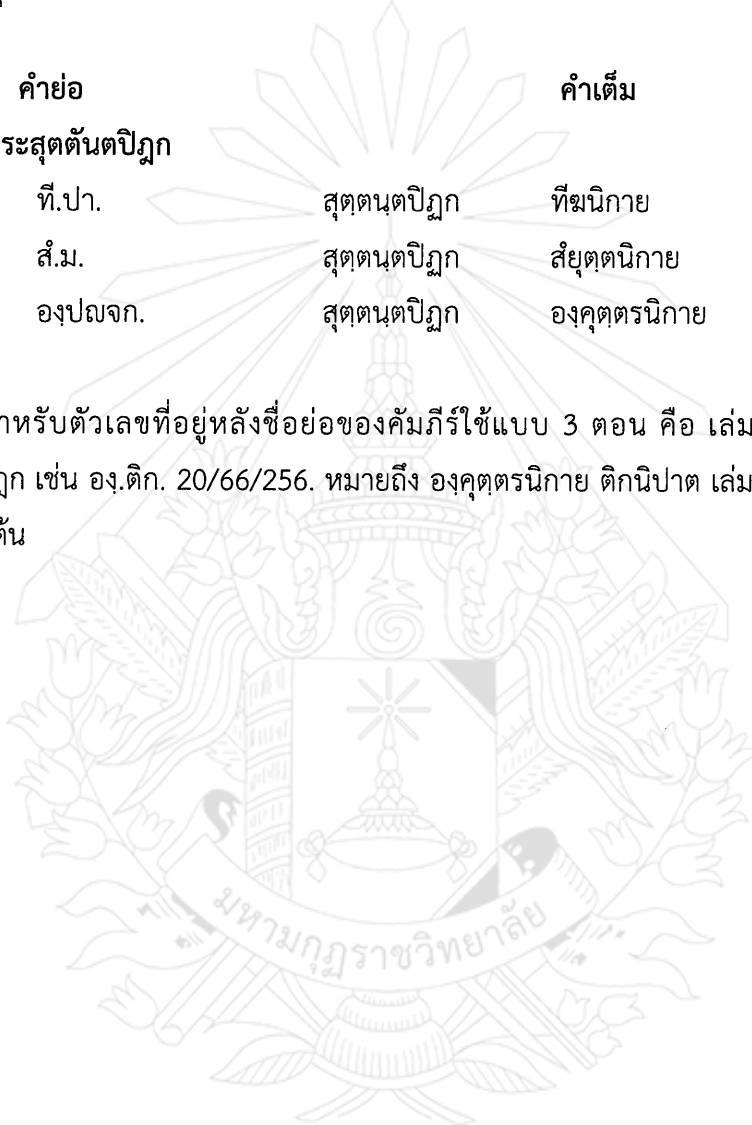 คำย่อ คำเต็ม
ระสุตตันตปิฎก
ที.ปา. สุตฺตนฺตปิฏก ทีฆนิกาย
สํ.ม. สุตฺตนฺตปิฏก สํยุตฺตนิกาย
องฺปญจก. สุตฺตนฺตปิฏก องฺคุตฺตรนิกาย
าหรับตัวเลขที่อยู่หลังชื่อย่อของคัมภีร์ใช้แบบ 3 ตอน คือ เล่ม
ฎก เช่น องฺ.ติก. 20/66/256. หมายถึง องฺคุตฺตรนิกาย ติกนิปาต เล่ม
ต้น
มหามกุฏราชวิทยาลัย